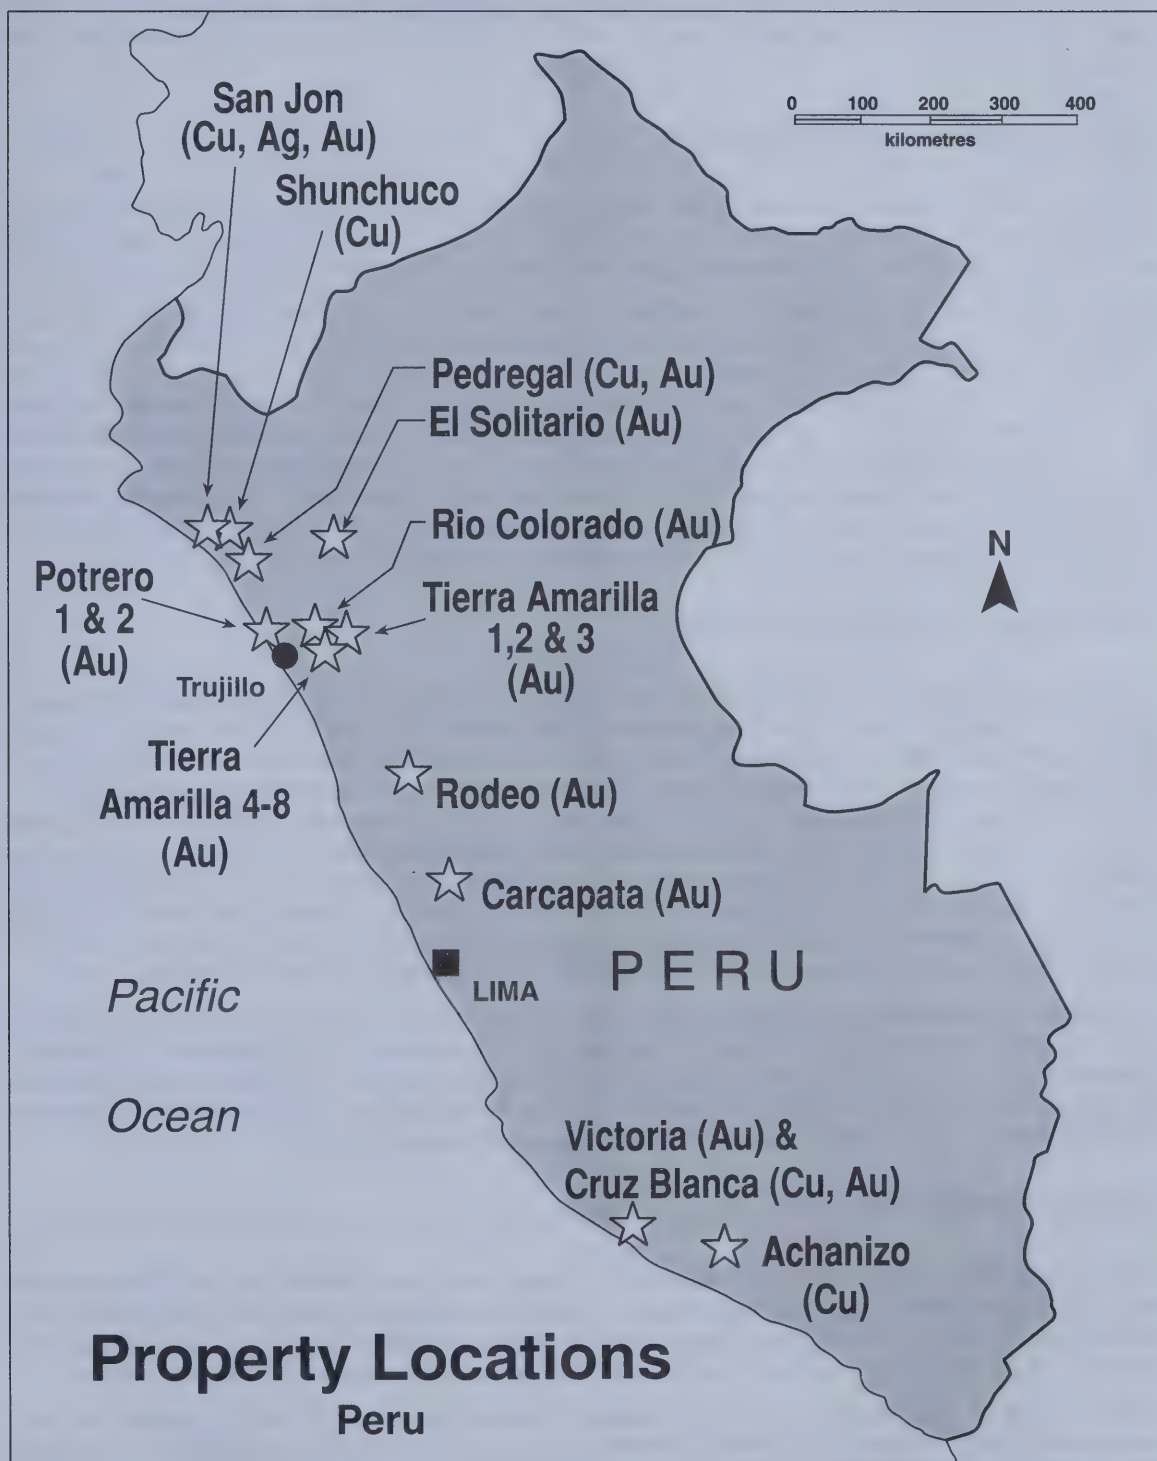 0 100 200 300 400
kilometres
San Jon
(Cu, Ag, Au)
Shunchuco
(Cu)
Pedregal (Cu, Au)
El Solitario (Au)
Rio Colorado (Au)
N
Potrero
1 & 2
(Au)
Tierra Amarilla
1,2 & 3
(Au)
Trujillo
Tierra
Amarilla 4-8
(Au)
Rodeo (Au)
Carcapata (Au)
PERU
LIMA
Pacific
Ocean
Victoria (Au) &
Cruz Blanca (Cu, Au)
Achanizo
(Cu)
Property Locations
Peru